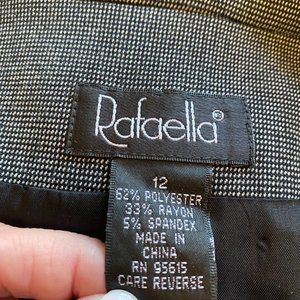 Rafaella®
12
62% POLYESTER
33% RAYON
5% SPANDEX
MADE IN
CHINA
RN 95615
CARE REVERSE